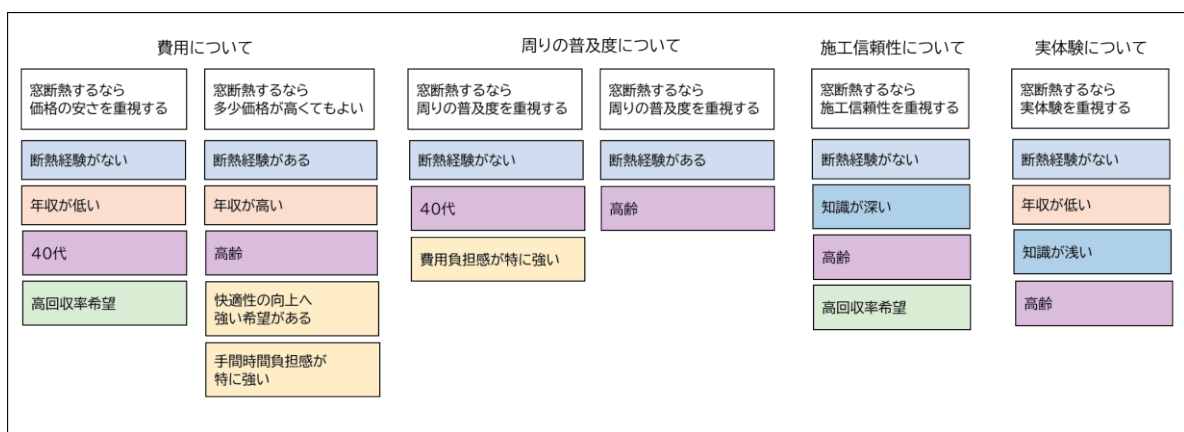 費用について
窓断熱するなら
価格の安さを重視する
断熱経験がない
年収が低い
40代
高回収率希望
窓断熱するなら
多少価格が高くてもよい
断熱経験がある
年収が高い
高齢
快適性の向上へ
強い希望がある
手間時間負担感が
特に強い
周りの普及度について
窓断熱するなら
周りの普及度を重視する
断熱経験がない
40代
費用負担感が特に強い
窓断熱するなら
周りの普及度を重視する
断熱経験がある
高齢
施工信頼性について
窓断熱するなら
施工信頼性を重視する
断熱経験がない
知識が深い
高齢
高回収率希望
実体験について
窓断熱するなら
実体験を重視する
断熱経験がない
年収が低い
知識が浅い
高齢